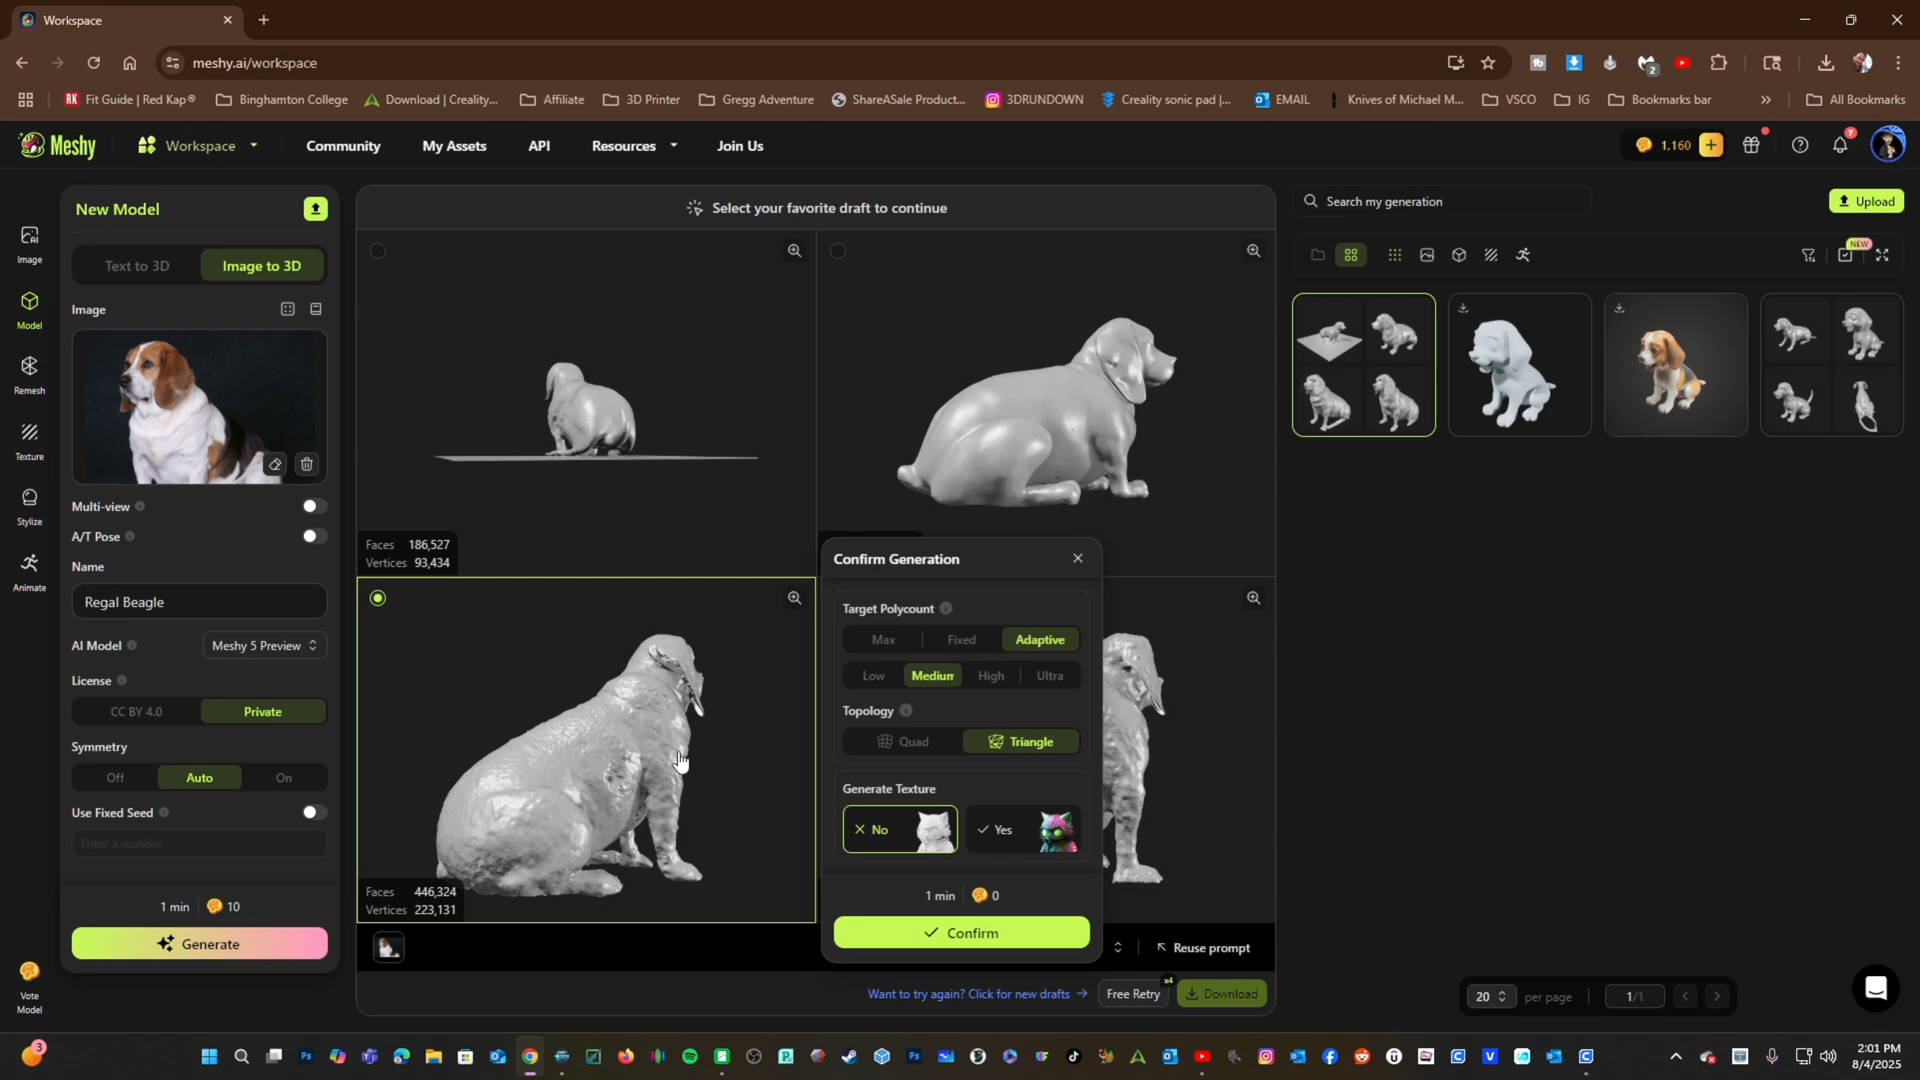 Workspace
meshy.ai/workspace
RK Fit Guide | Red Kap®
Binghamton College
Download | Creality...
Affiliate
3D Printer
Gregg Adventure
ShareASale Product...
3DRUNDOWN
Creality sonic pad |...
EMAIL
Knives of Michael M...
VSCO
IG
Bookmarks bar
All Bookmarks
Meshy
Workspace
Community
My Assets
API
Resources
Join Us
1,160
7
New Model
Text to 3D
Image to 3D
Image
Multi-view
A/T Pose
Name
Regal Beagle
AI Model
Meshy 5 Preview
License
CC BY 4.0
Private
Symmetry
Off
Auto
On
Use Fixed Seed
Enter a number
1 min
10
Generate
Image
Model
Remesh
Texture
Stylize
Animate
Vote
Model
Select your favorite draft to continue
Faces 186,527
Vertices 93,434
Faces 446,324
Vertices 223,131
Confirm Generation
Target Polycount
Max
Fixed
Adaptive
Low
Medium
High
Ultra
Topology
Quad
Triangle
Generate Texture
No
Yes
1 min
0
Confirm
Reuse prompt
Want to try again? Click for new drafts
Free Retry
x4
Download
Search my generation
Upload
NEW
20
per page
1/1
3
2:01 PM
8/4/2025